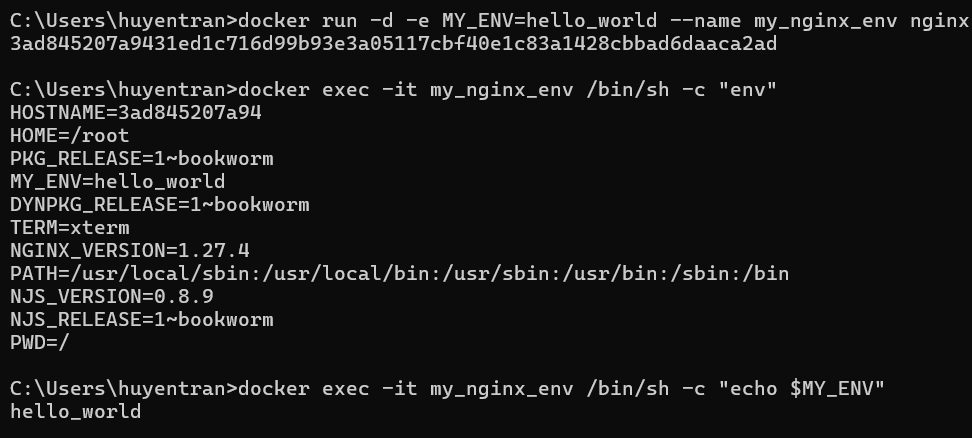 C:\Users\huyentran>docker run -d -e MY_ENV=hello_world --name my_nginx_env nginx
3ad845207a9431ed1c716d99b93e3a05117cbf40e1c83a1428cbbad6daaca2ad
C:\Users\huyentran>docker exec -it my_nginx_env /bin/sh -c "env"
HOSTNAME=3ad845207a94
HOME=/root
PKG_RELEASE=1~bookworm
MY_ENV=hello_world
DYNPKG_RELEASE=1~bookworm
TERM=xterm
NGINX_VERSION=1.27.4
PATH=/usr/local/sbin:/usr/local/bin:/usr/sbin:/usr/bin:/sbin:/bin
NJS_VERSION=0.8.9
NJS_RELEASE=1~bookworm
PWD=/
C:\Users\huyentran>docker exec -it my_nginx_env /bin/sh -c "echo $MY_ENV"
hello_world